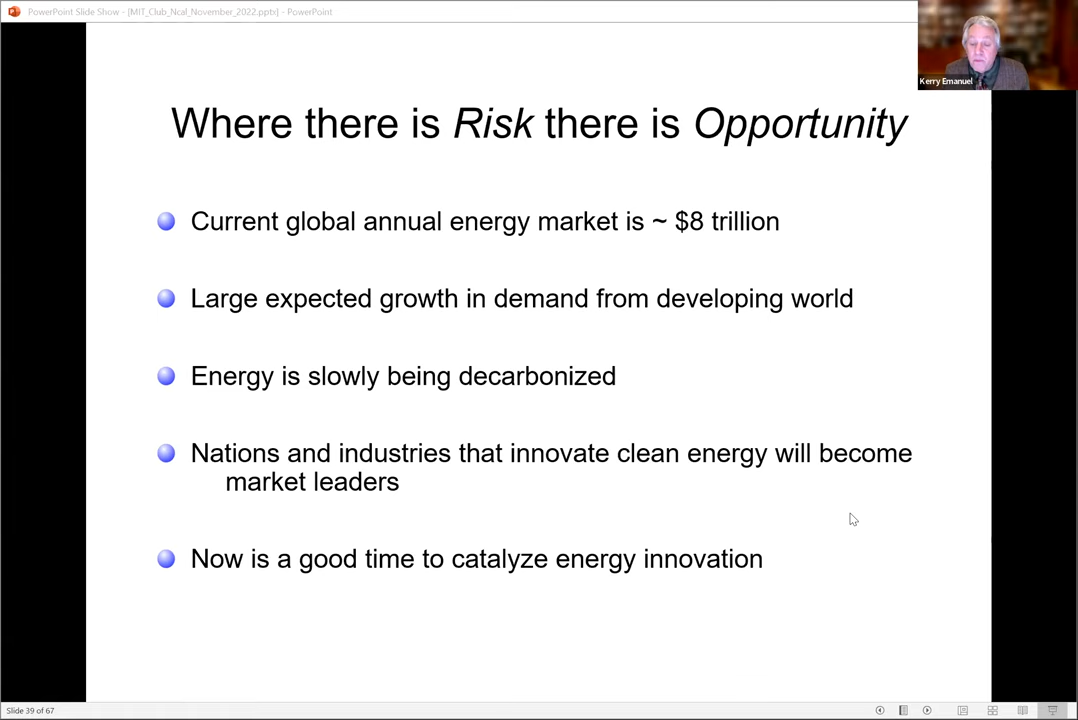 PowerPoint Slide Show - [MIT_Club_Ncal_November_2022.pptx] - PowerPoint
Kerry Emanuel
Where there is Risk there is Opportunity
Current global annual energy market is ~ $8 trillion
Large expected growth in demand from developing world
Energy is slowly being decarbonized
Nations and industries that innovate clean energy will become
market leaders
Now is a good time to catalyze energy innovation
Slide 39 of 67